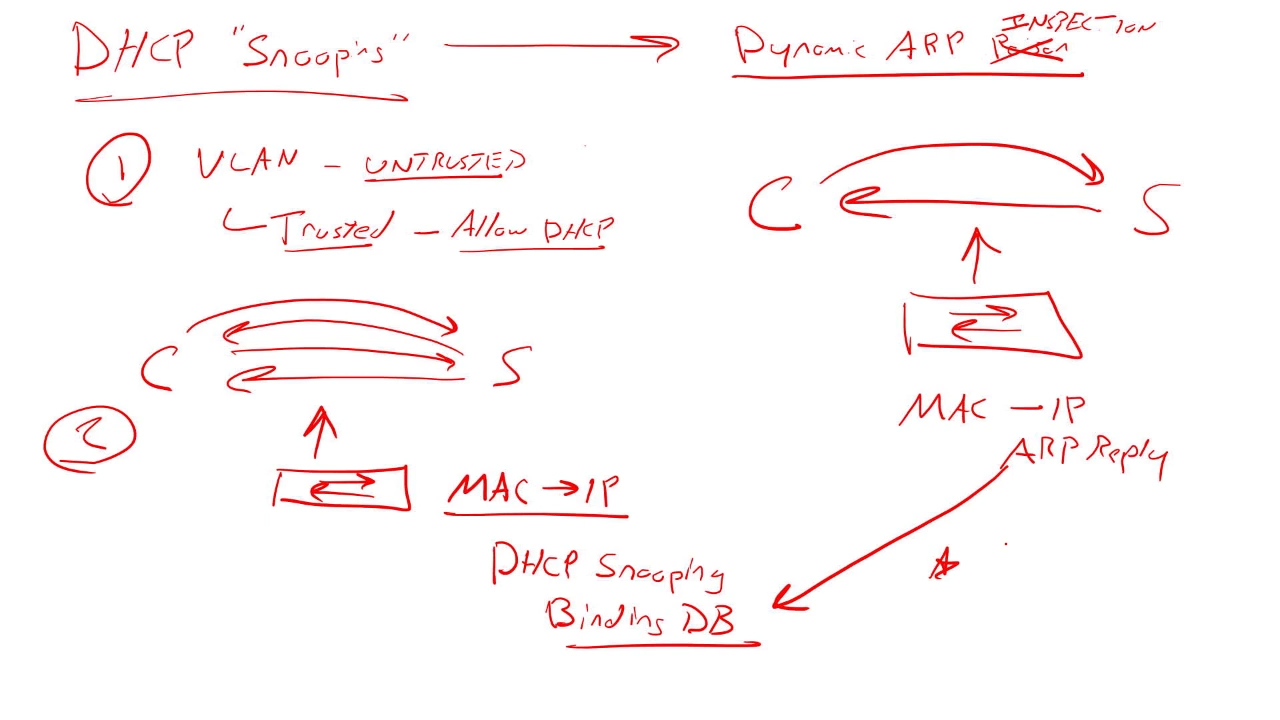 DHCP "Snooping"
Dynamic ARP INSPECTION
Poison
1 VLAN - UNTRUSTED
Trusted - Allow DHCP
C S
C S
2
MAC → IP
ARP Reply
MAC → IP
DHCP Snooping
Binding DB